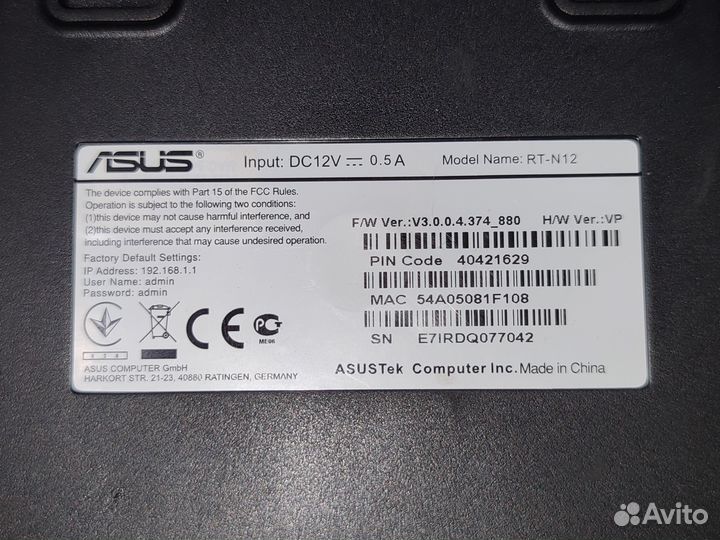 ASUS® Input: DC12V 0.5 A Model Name: RT-N12
The device complies with Part 15 of the FCC Rules.
Operation is subject to the following two conditions:
(1)this device may not cause harmful interference, and
(2)this device must accept any interference received,
including interference that may cause undesired operation.
Factory Default Settings:
IP Address: 192.168.1.1
User Name: admin
Password: admin
F/W Ver.:V3.0.0.4.374_880 H/W Ver.:VP
PIN Code 40421629
MAC 54A05081F108
SN E7IRDQ077042
CE
ME06
ASUS COMPUTER GmbH
HARKORT STR. 21-23, 40880 RATINGEN, GERMANY
ASUSTek Computer Inc. Made in China
Avito